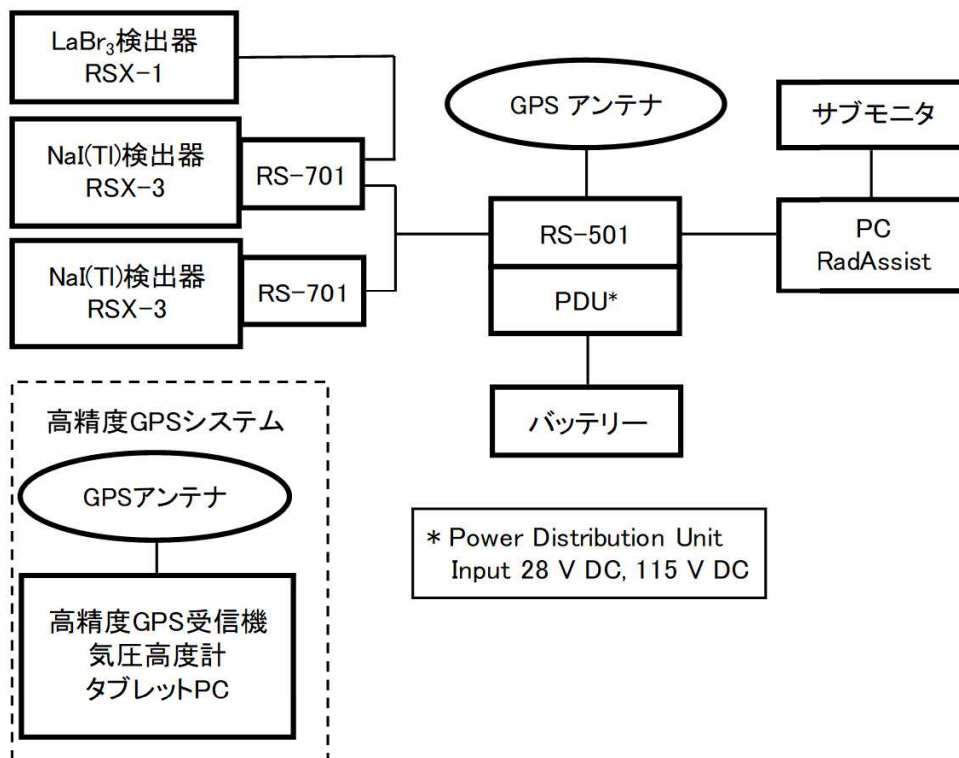 LaBr₃検出器
RSX-1
NaI(Tl)検出器
RSX-3
RS-701
NaI(Tl)検出器
RSX-3
RS-701
GPS アンテナ
RS-501
PDU*
バッテリー
サブモニタ
PC
RadAssist
高精度GPSシステム
GPSアンテナ
高精度GPS受信機
気圧高度計
タブレットPC
* Power Distribution Unit
Input 28 V DC, 115 V DC